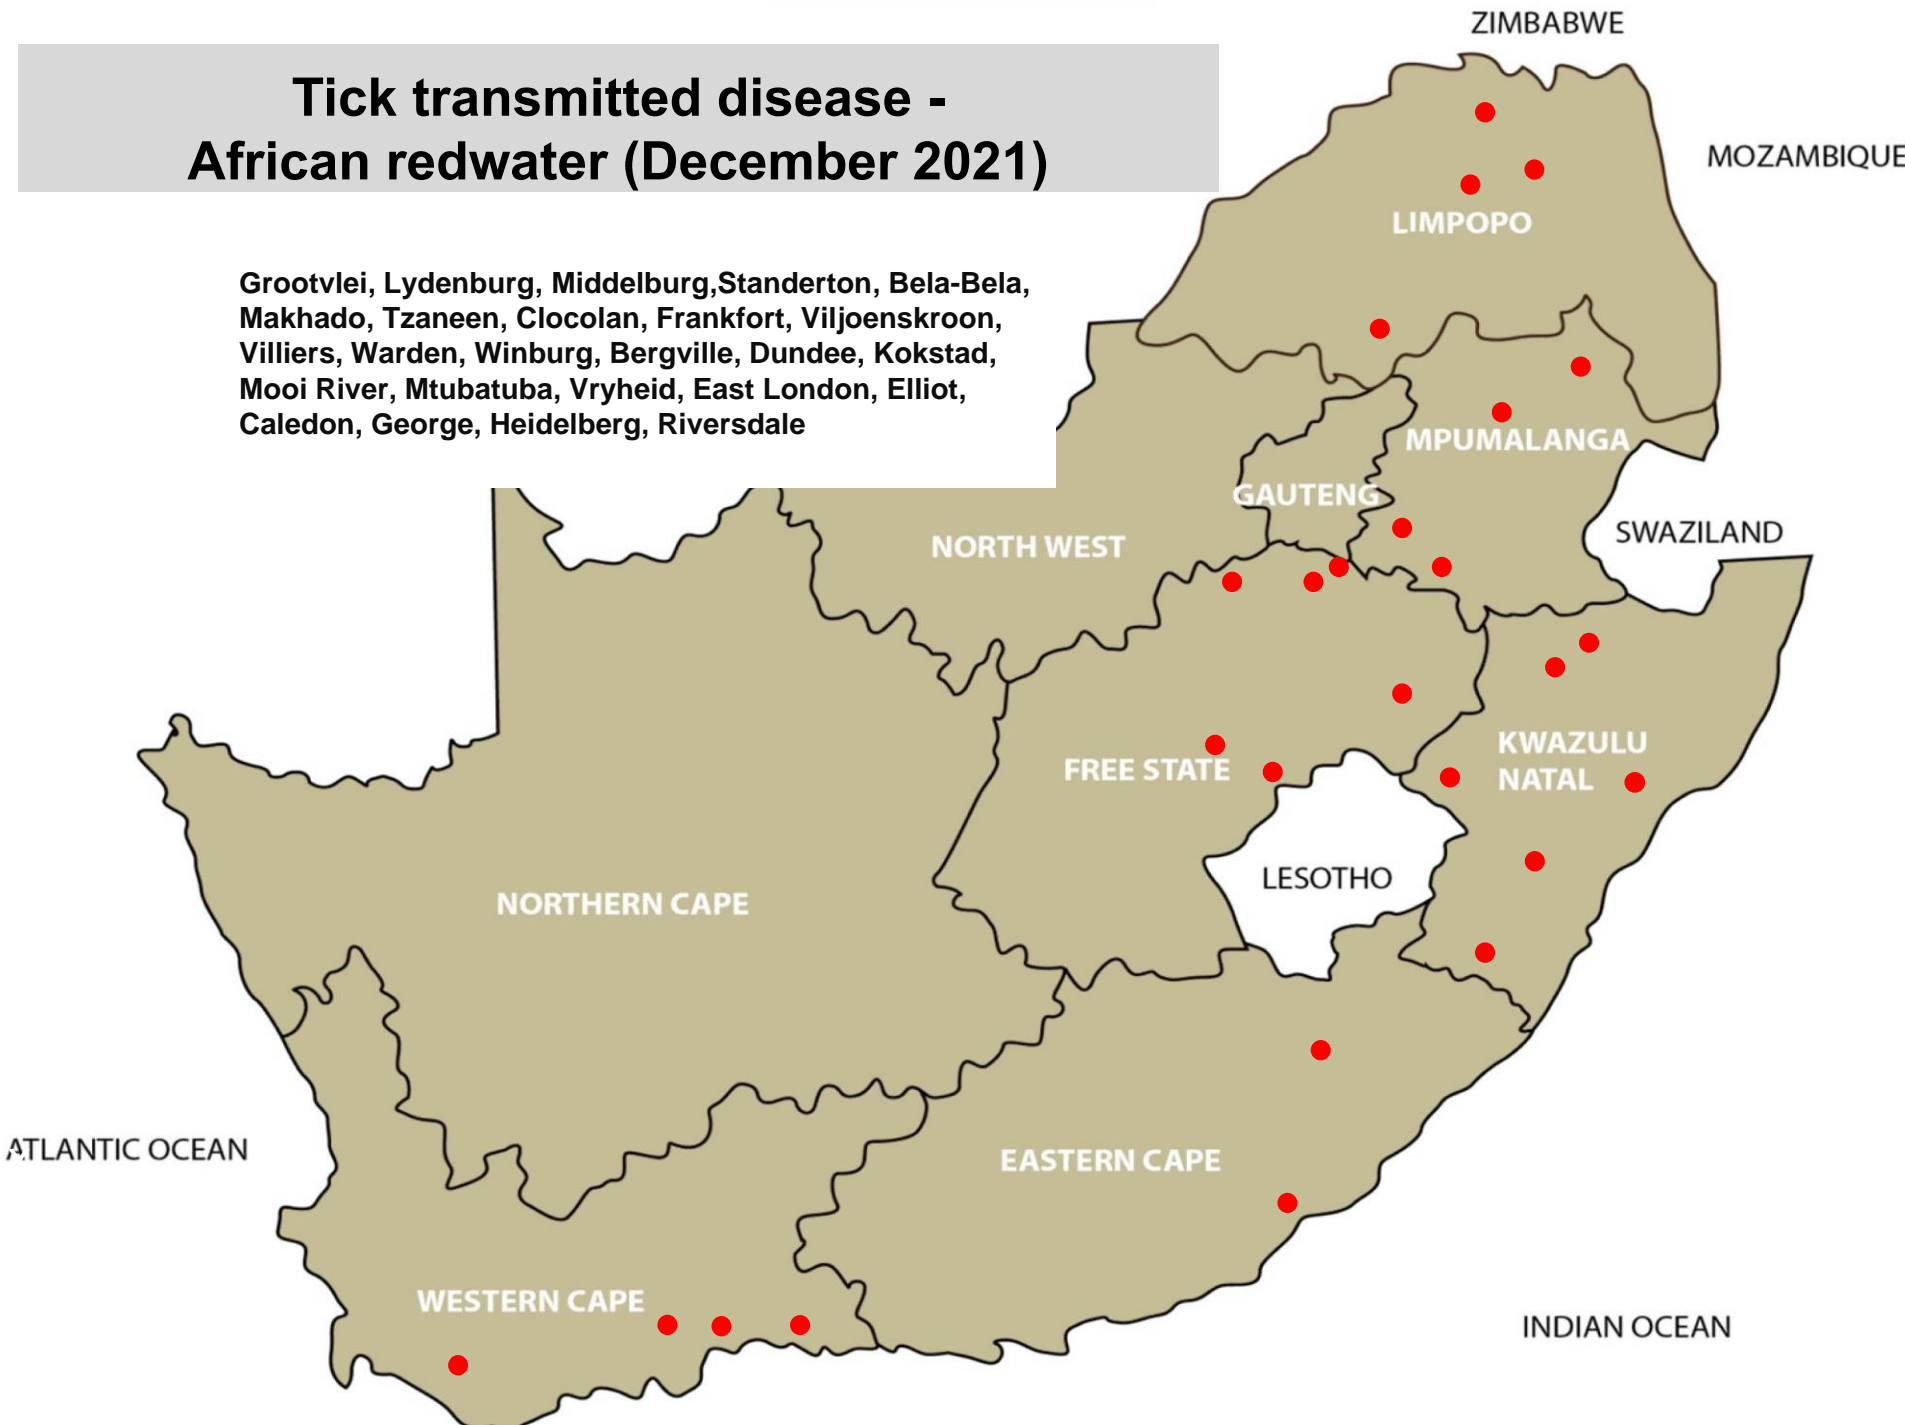 ZIMBABWE
Tick transmitted disease -
African redwater (December 2021)
MOZAMBIQUE
LIMPOPO
Grootvlei, Lydenburg, Middelburg,Standerton, Bela-Bela,
Makhado, Tzaneen, Clocolan, Frankfort, Viljoenskroon,
Villiers, Warden, Winburg, Bergville, Dundee, Kokstad,
Mooi River, Mtubatuba, Vryheid, East London, Elliot,
Caledon, George, Heidelberg, Riversdale
MPUMALANGA
GAUTENG
SWAZILAND
NORTH WEST
KWAZULU
NATAL
FREE STATE
LESOTHO
NORTHERN CAPE
ATLANTIC OCEAN
EASTERN CAPE
WESTERN CAPE
INDIAN OCEAN